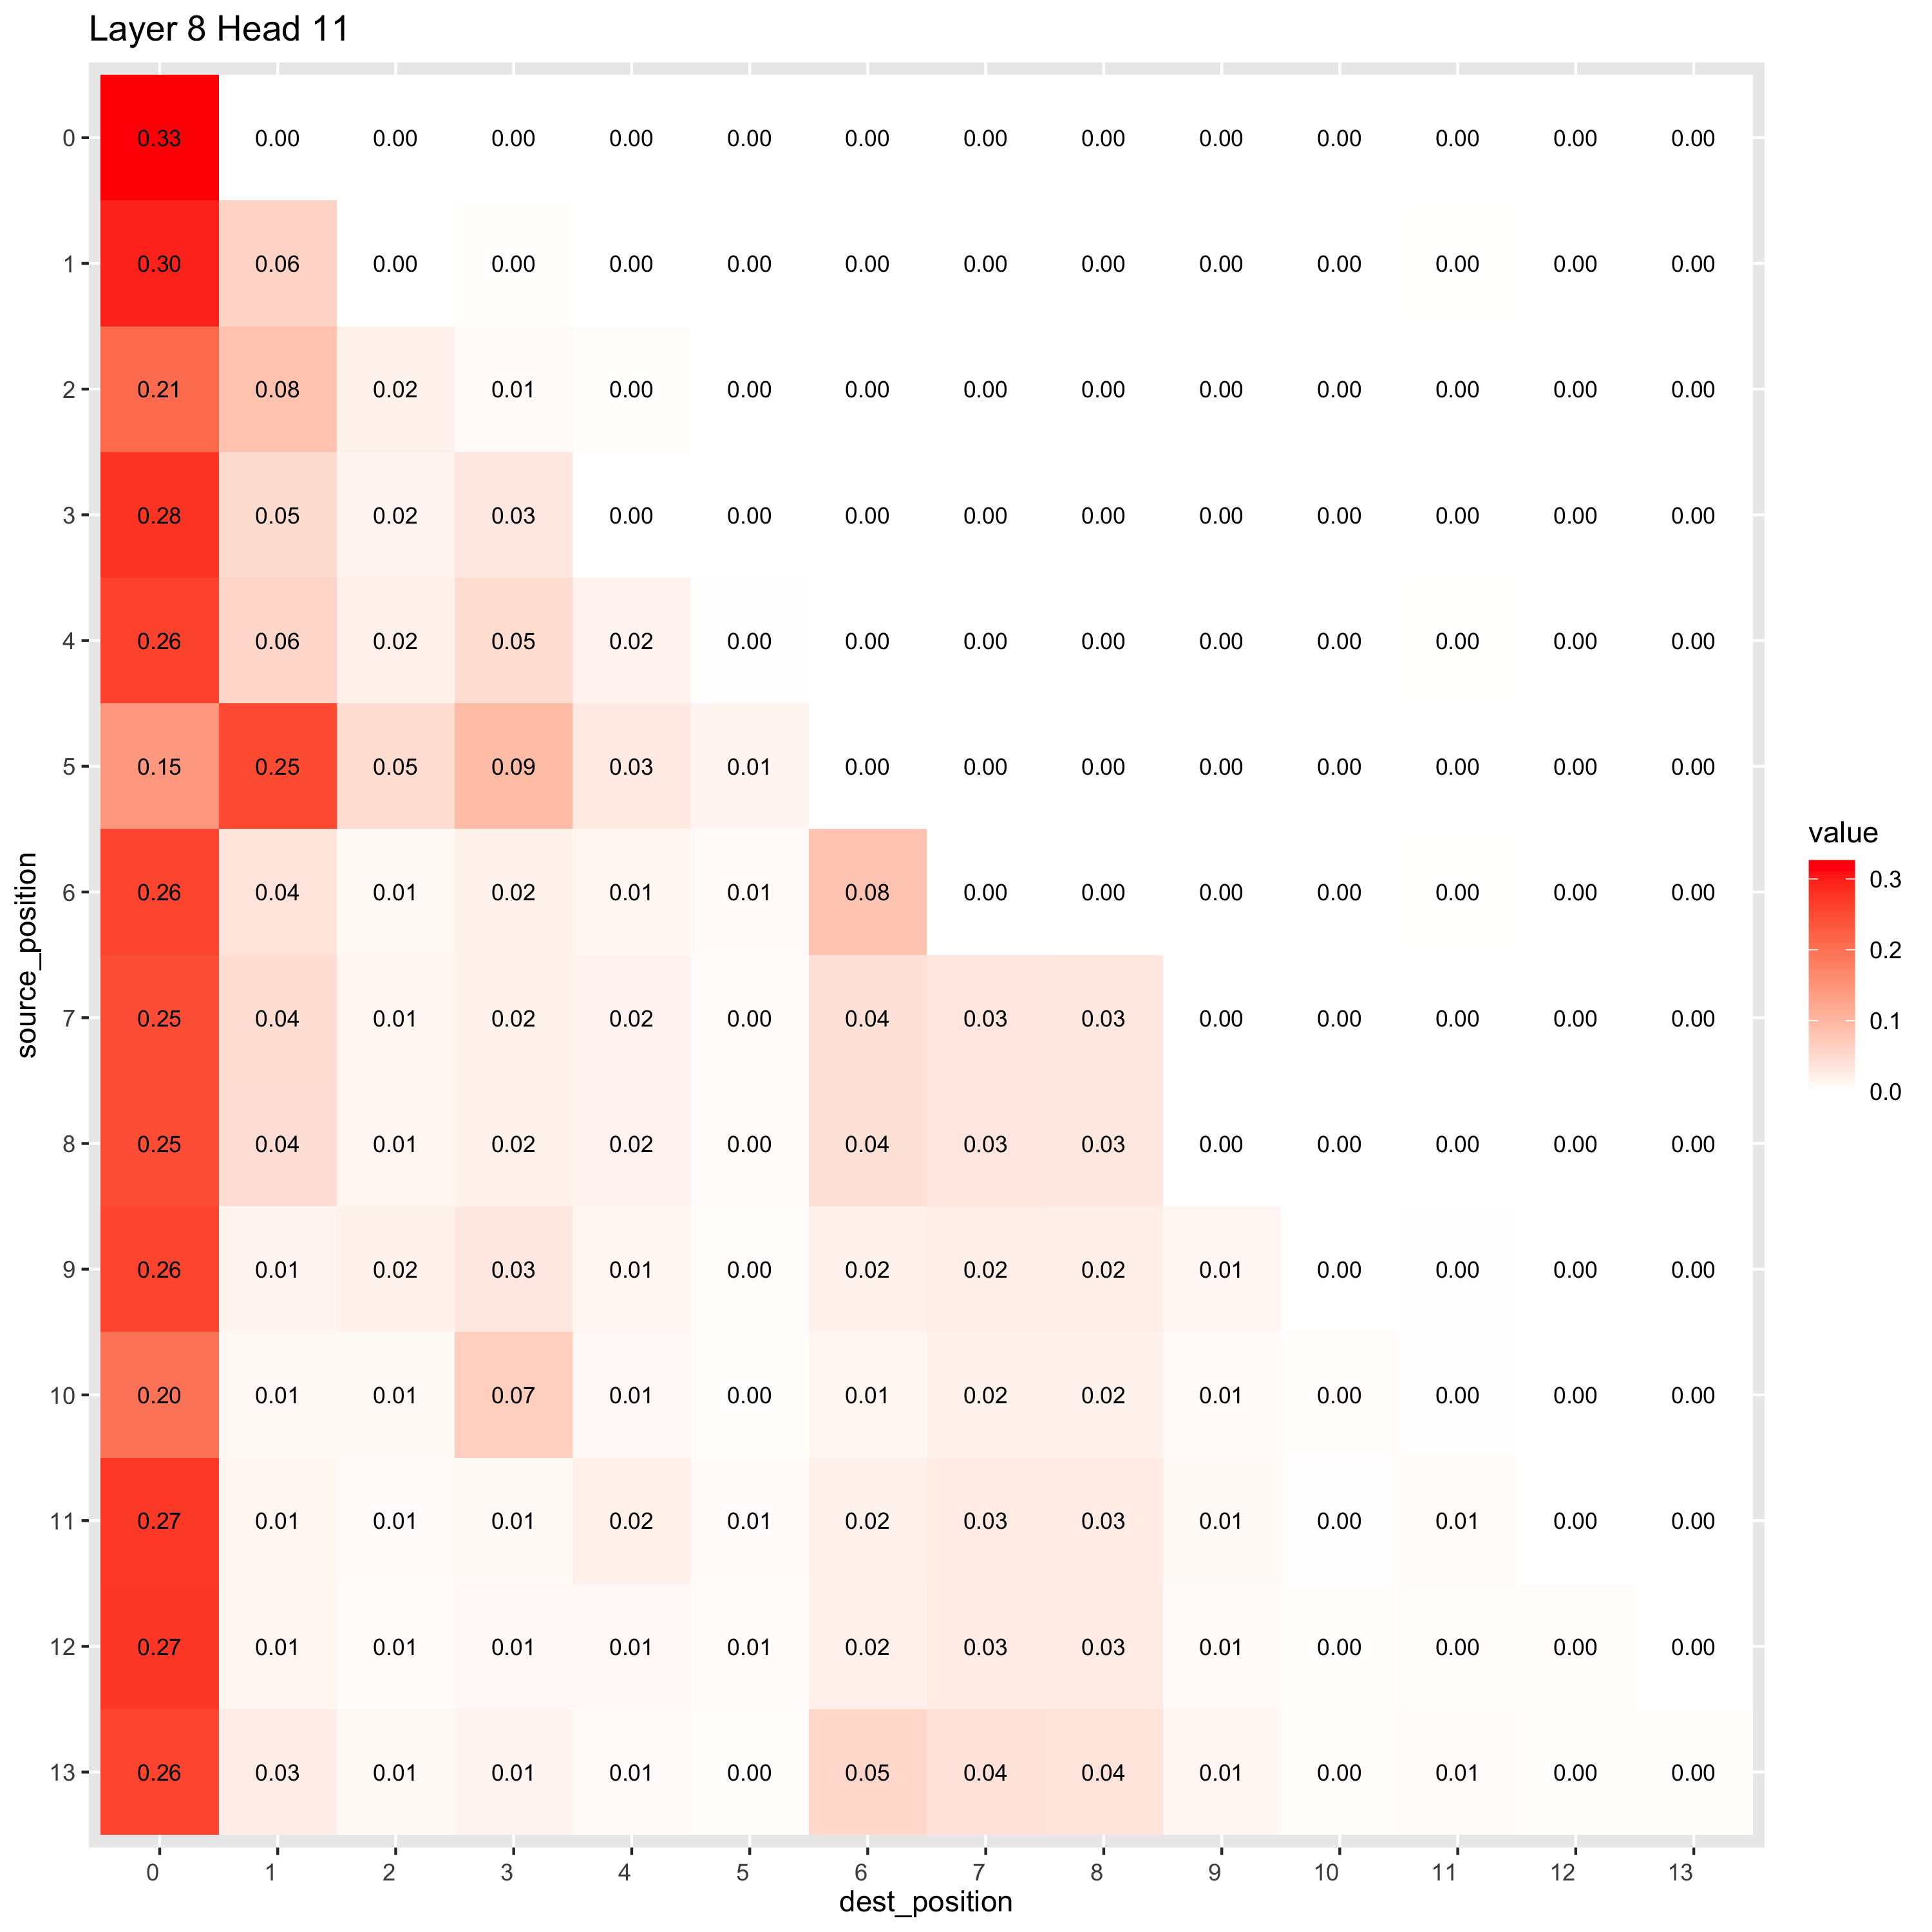 Layer 8 Head 11
0 0.33 0.00 0.00 0.00 0.00 0.00 0.00 0.00 0.00 0.00 0.00 0.00 0.00 0.00
1 0.30 0.06 0.00 0.00 0.00 0.00 0.00 0.00 0.00 0.00 0.00 0.00 0.00 0.00
2 0.21 0.08 0.02 0.01 0.00 0.00 0.00 0.00 0.00 0.00 0.00 0.00 0.00 0.00
3 0.28 0.05 0.02 0.03 0.00 0.00 0.00 0.00 0.00 0.00 0.00 0.00 0.00 0.00
4 0.26 0.06 0.02 0.05 0.02 0.00 0.00 0.00 0.00 0.00 0.00 0.00 0.00 0.00
5 0.15 0.25 0.05 0.09 0.03 0.01 0.00 0.00 0.00 0.00 0.00 0.00 0.00 0.00
6 0.26 0.04 0.01 0.02 0.01 0.01 0.08 0.00 0.00 0.00 0.00 0.00 0.00 0.00
7 0.25 0.04 0.01 0.02 0.02 0.00 0.04 0.03 0.03 0.00 0.00 0.00 0.00 0.00
8 0.25 0.04 0.01 0.02 0.02 0.00 0.04 0.03 0.03 0.00 0.00 0.00 0.00 0.00
9 0.26 0.01 0.02 0.03 0.01 0.00 0.02 0.02 0.02 0.01 0.00 0.00 0.00 0.00
10 0.20 0.01 0.01 0.07 0.01 0.00 0.01 0.02 0.02 0.01 0.00 0.00 0.00 0.00
11 0.27 0.01 0.01 0.01 0.02 0.01 0.02 0.03 0.03 0.01 0.00 0.01 0.00 0.00
12 0.27 0.01 0.01 0.01 0.01 0.01 0.02 0.03 0.03 0.01 0.00 0.00 0.00 0.00
13 0.26 0.03 0.01 0.01 0.01 0.00 0.05 0.04 0.04 0.01 0.00 0.01 0.00 0.00
0 1 2 3 4 5 6 7 8 9 10 11 12 13
dest_position
source_position
value
0.3
0.2
0.1
0.0